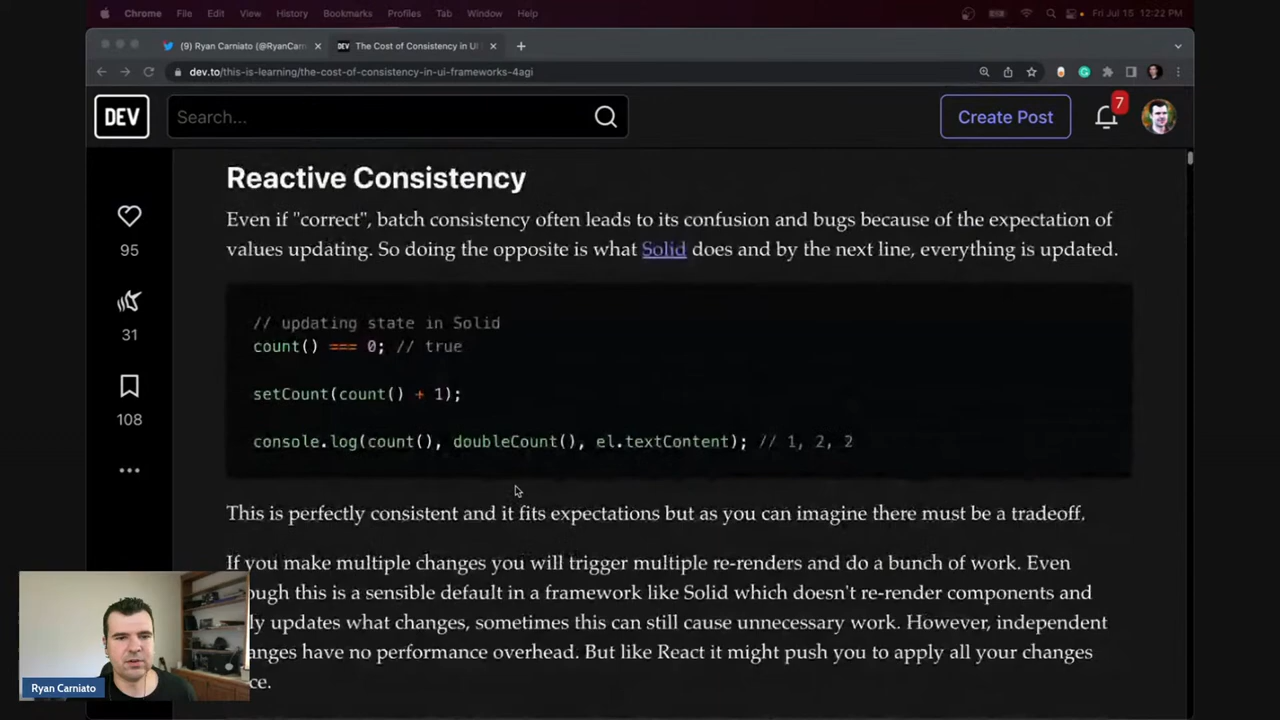 Chrome File Edit View History Bookmarks Profiles Tab Window Help Fri Jul 15 12:22 PM
(9) Ryan Carniato (@RyanCarn
The Cost of Consistency in UI
dev.to/this-is-learning/the-cost-of-consistency-in-ui-frameworks-4agi
DEV
Search...
Create Post
7
Reactive Consistency
Even if "correct", batch consistency often leads to its confusion and bugs because of the expectation of
values updating. So doing the opposite is what Solid does and by the next line, everything is updated.
95
31
108
// updating state in Solid
count() === 0; // true
setCount(count() + 1);
console.log(count(), doubleCount(), el.textContent); // 1, 2, 2
This is perfectly consistent and it fits expectations but as you can imagine there must be a tradeoff.
If you make multiple changes you will trigger multiple re-renders and do a bunch of work. Even
ough this is a sensible default in a framework like Solid which doesn't re-render components and
ly updates what changes, sometimes this can still cause unnecessary work. However, independent
anges have no performance overhead. But like React it might push you to apply all your changes
ce.
Ryan Carniato